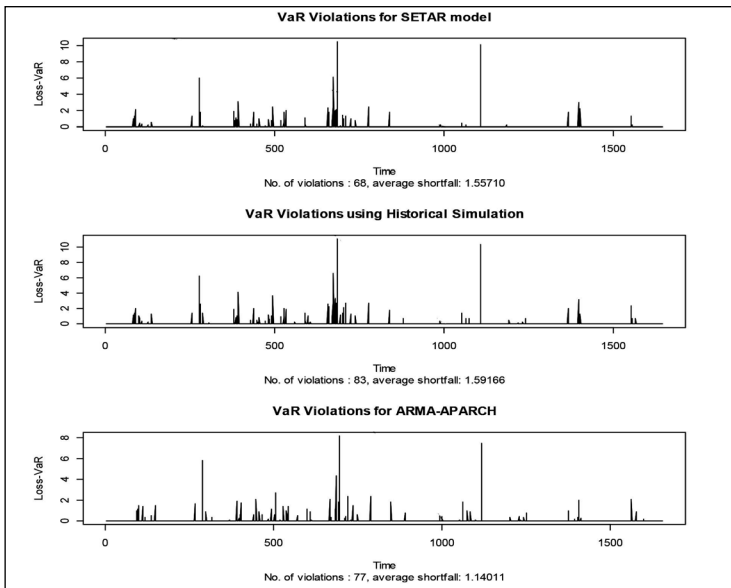 VaR Violations for SETAR model
Loss-VaR
10
8
6
4
2
0
0 500 1000 1500
Time
No. of violations : 68, average shortfall: 1.55710
VaR Violations using Historical Simulation
Loss-VaR
10
8
6
4
2
0
0 500 1000 1500
Time
No. of violations : 83, average shortfall: 1.59166
VaR Violations for ARMA-APARCH
Loss-VaR
8
6
4
2
0
0 500 1000 1500
Time
No. of violations : 77, average shortfall: 1.14011